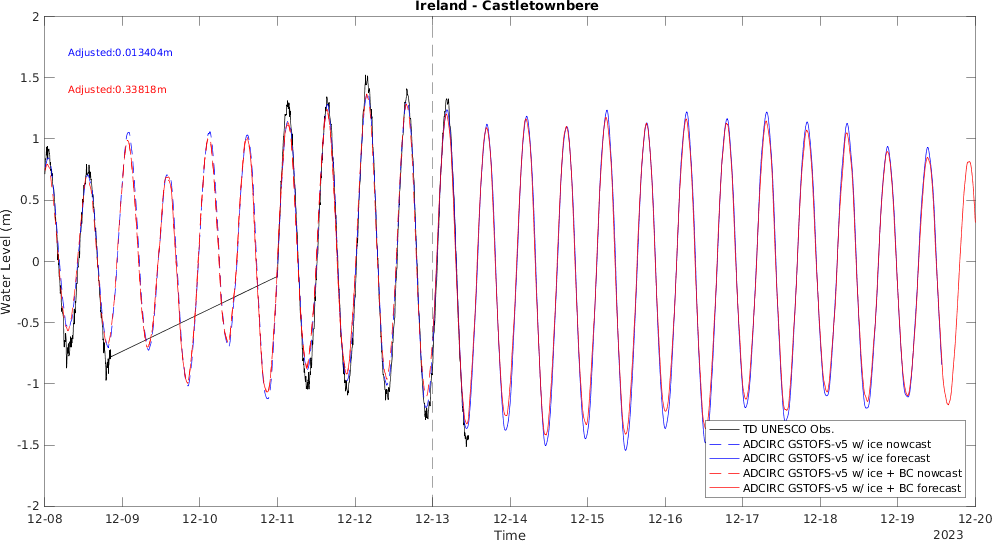 Ireland - Castletownbere
Adjusted:0.013404m
Adjusted:0.33818m
Water Level (m)
2
1.5
1
0.5
0
-0.5
-1
-1.5
-2
TD UNESCO Obs.
ADCIRC GSTOFS-v5 w/ ice nowcast
ADCIRC GSTOFS-v5 w/ ice forecast
ADCIRC GSTOFS-v5 w/ ice + BC nowcast
ADCIRC GSTOFS-v5 w/ ice + BC forecast
12-08 12-09 12-10 12-11 12-12 12-13 12-14 12-15 12-16 12-17 12-18 12-19 12-20
Time
2023